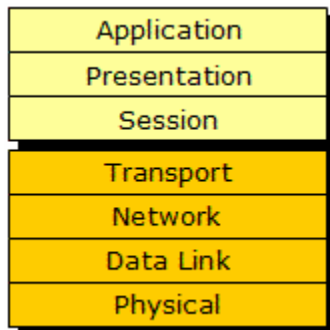 Application
Presentation
Session
Transport
Network
Data Link
Physical